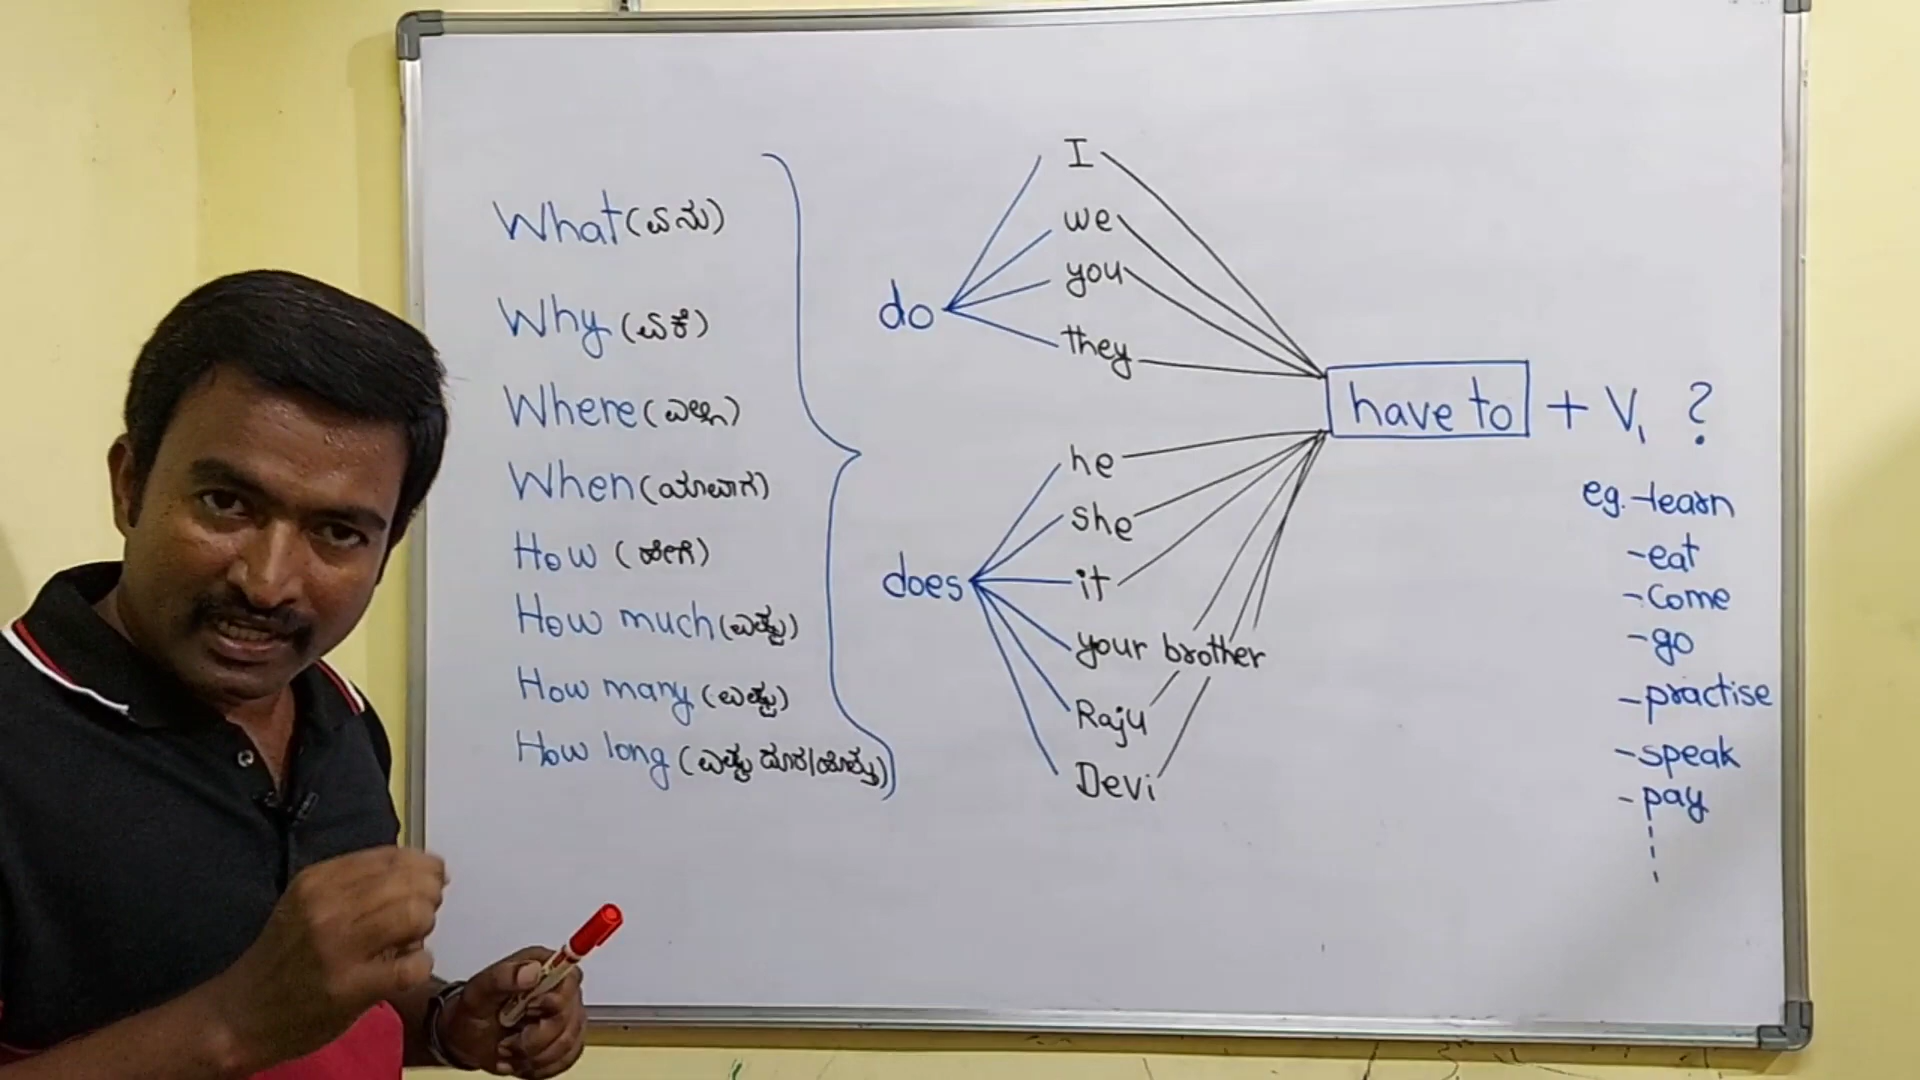 What (ಏನು)
Why (ಏಕೆ)
Where (ಎಲ್ಲಿ)
When (ಯಾವಾಗ)
How (ಹೇಗೆ)
How much (ಎಷ್ಟು)
How many (ಎಷ್ಟು)
How long (ಎಷ್ಟು ದೂರ/ಹೊತ್ತು)
do
I
we
you
they
does
he
she
it
your brother
Raju
Devi
have to + V₁ ?
eg. - learn
- eat
- come
- go
- practise
- speak
- pay